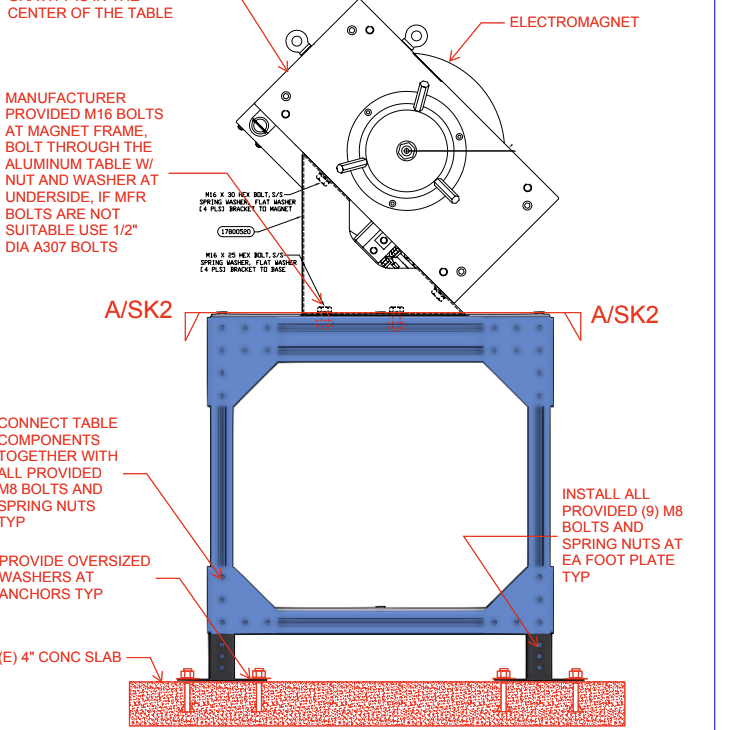 CENTER OF THE TABLE
ELECTROMAGNET
MANUFACTURER
PROVIDED M16 BOLTS
AT MAGNET FRAME,
BOLT THROUGH THE
ALUMINUM TABLE W/
NUT AND WASHER AT
UNDERSIDE, IF MFR
BOLTS ARE NOT
SUITABLE USE 1/2"
DIA A307 BOLTS
M16 X 30 HEX BOLT, S/S
SPRING WASHER, FLAT WASHER
[4 PLS] BRACKET TO MAGNET
17800520
M16 X 25 HEX BOLT, S/S
SPRING WASHER, FLAT WASHER
[4 PLS] BRACKET TO BASE
A/SK2
A/SK2
CONNECT TABLE
COMPONENTS
TOGETHER WITH
ALL PROVIDED
M8 BOLTS AND
SPRING NUTS
TYP
INSTALL ALL
PROVIDED (9) M8
BOLTS AND
SPRING NUTS AT
EA FOOT PLATE
TYP
PROVIDE OVERSIZED
WASHERS AT
ANCHORS TYP
(E) 4" CONC SLAB